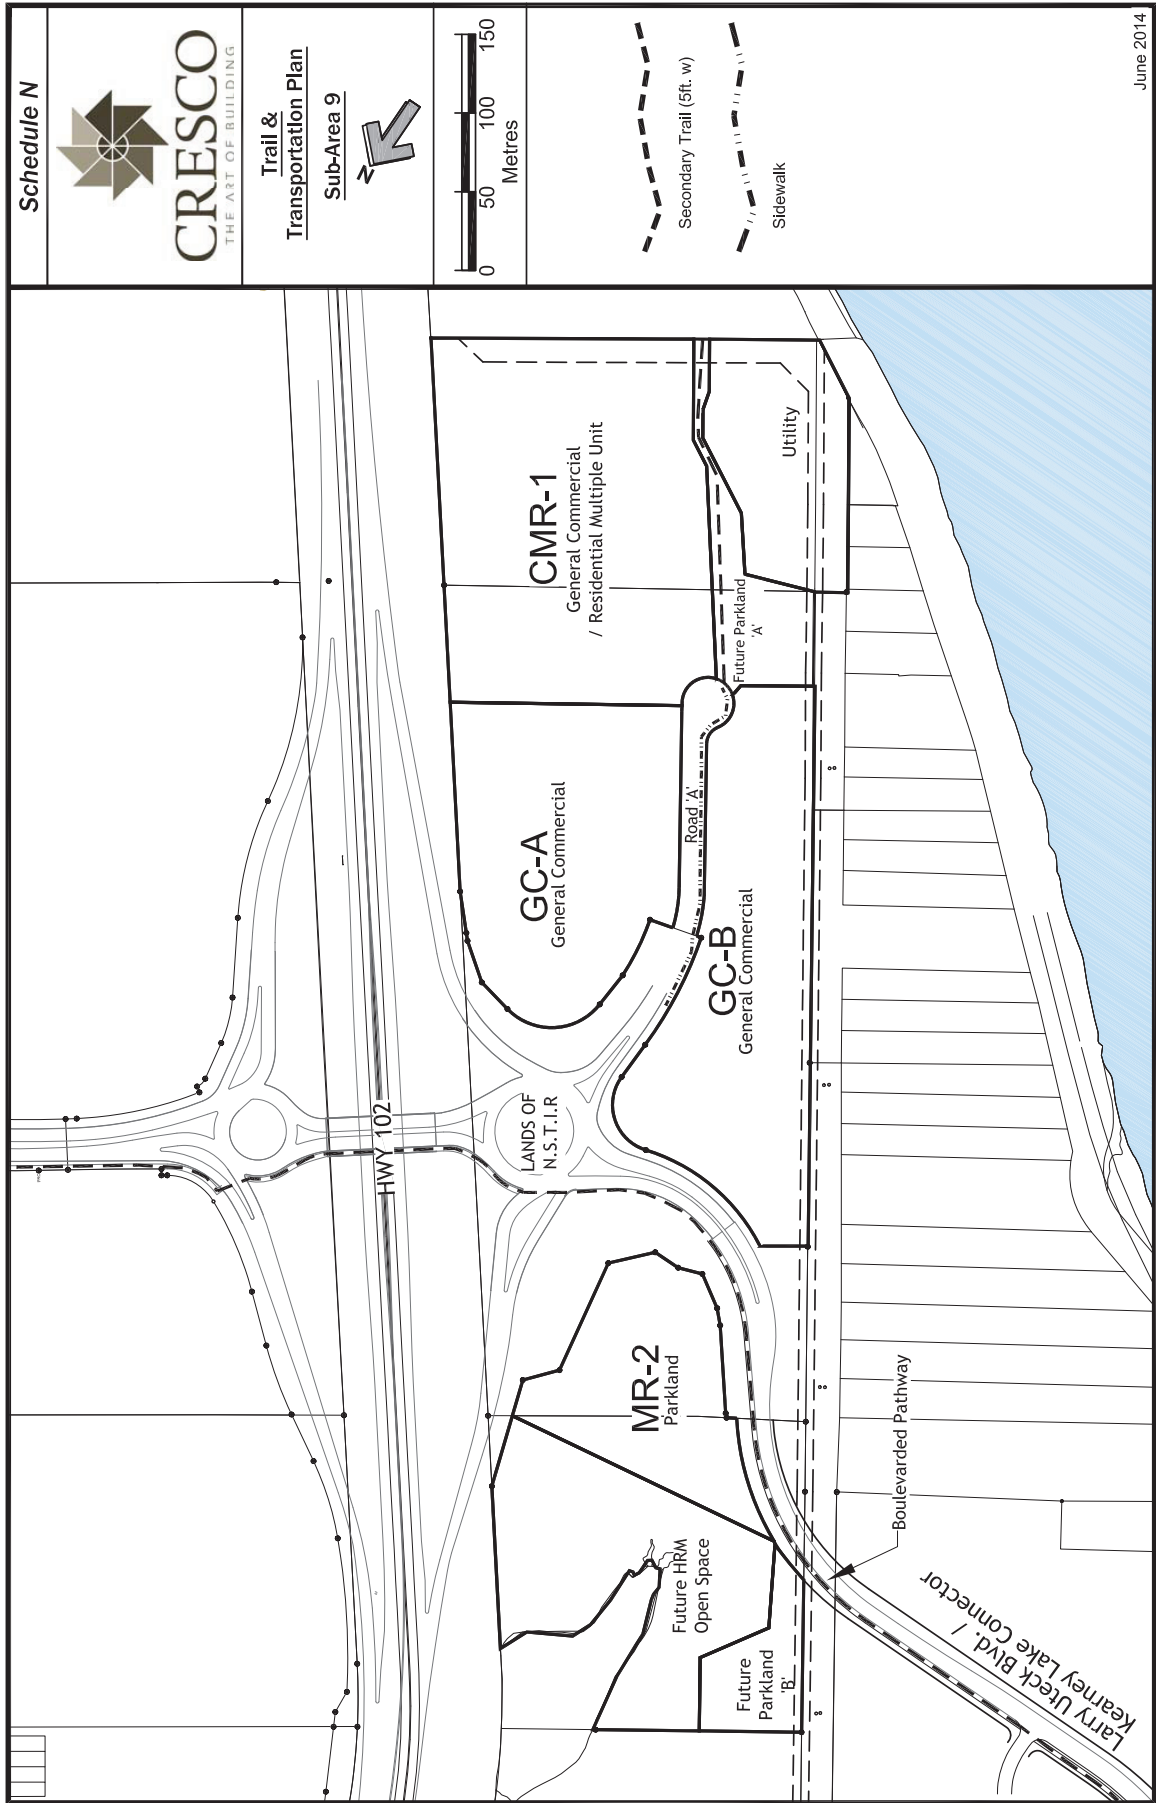 Schedule N
CRESCO
THE ART OF BUILDING
Trail &
Transportation Plan
Sub-Area 9
N
0 50 100 150
Metres
Secondary Trail (5ft. w)
Sidewalk
June 2014
HWY 102
LANDS OF
N.S.T.I.R
CMR-1
General Commercial
/ Residential Multiple Unit
GC-A
General Commercial
Road 'A'
GC-B
General Commercial
Future Parkland
'A'
Utility
MR-2
Parkland
Future HRM
Open Space
Future
Parkland
'B'
Boulevarded Pathway
Larry Uteck Blvd. /
Kearney Lake Connector